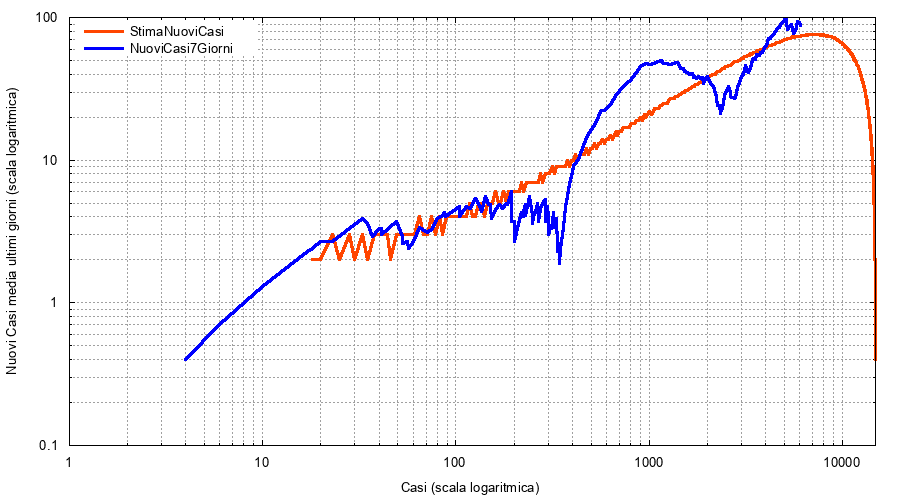 100
StimaNuoviCasi
NuoviCasi7Giorni
10
1
0.1
Nuovi Casi media ultimi giorni (scala logaritmica)
1 10 100 1000 10000
Casi (scala logaritmica)